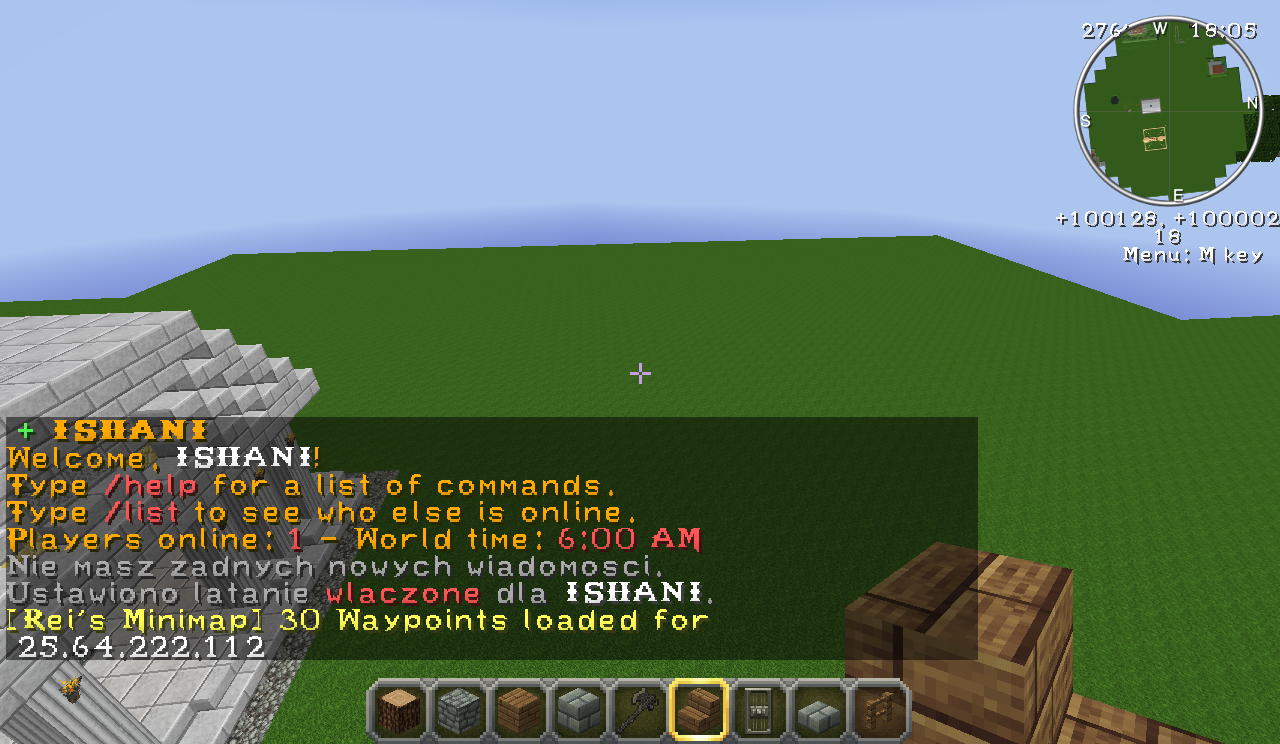 276° W 18:05
N
S
E
+100128, +100002
18
Menu: M key
+ ISHANI
Welcome, ISHANI!
Type /help for a list of commands.
Type /list to see who else is online.
Players online: 1 - World time: 6:00 AM
Nie masz zadnych nowych wiadomosci.
Ustawiono latanie wlaczone dla ISHANI.
[Rei's Minimap] 30 Waypoints loaded for
25.64.222.112